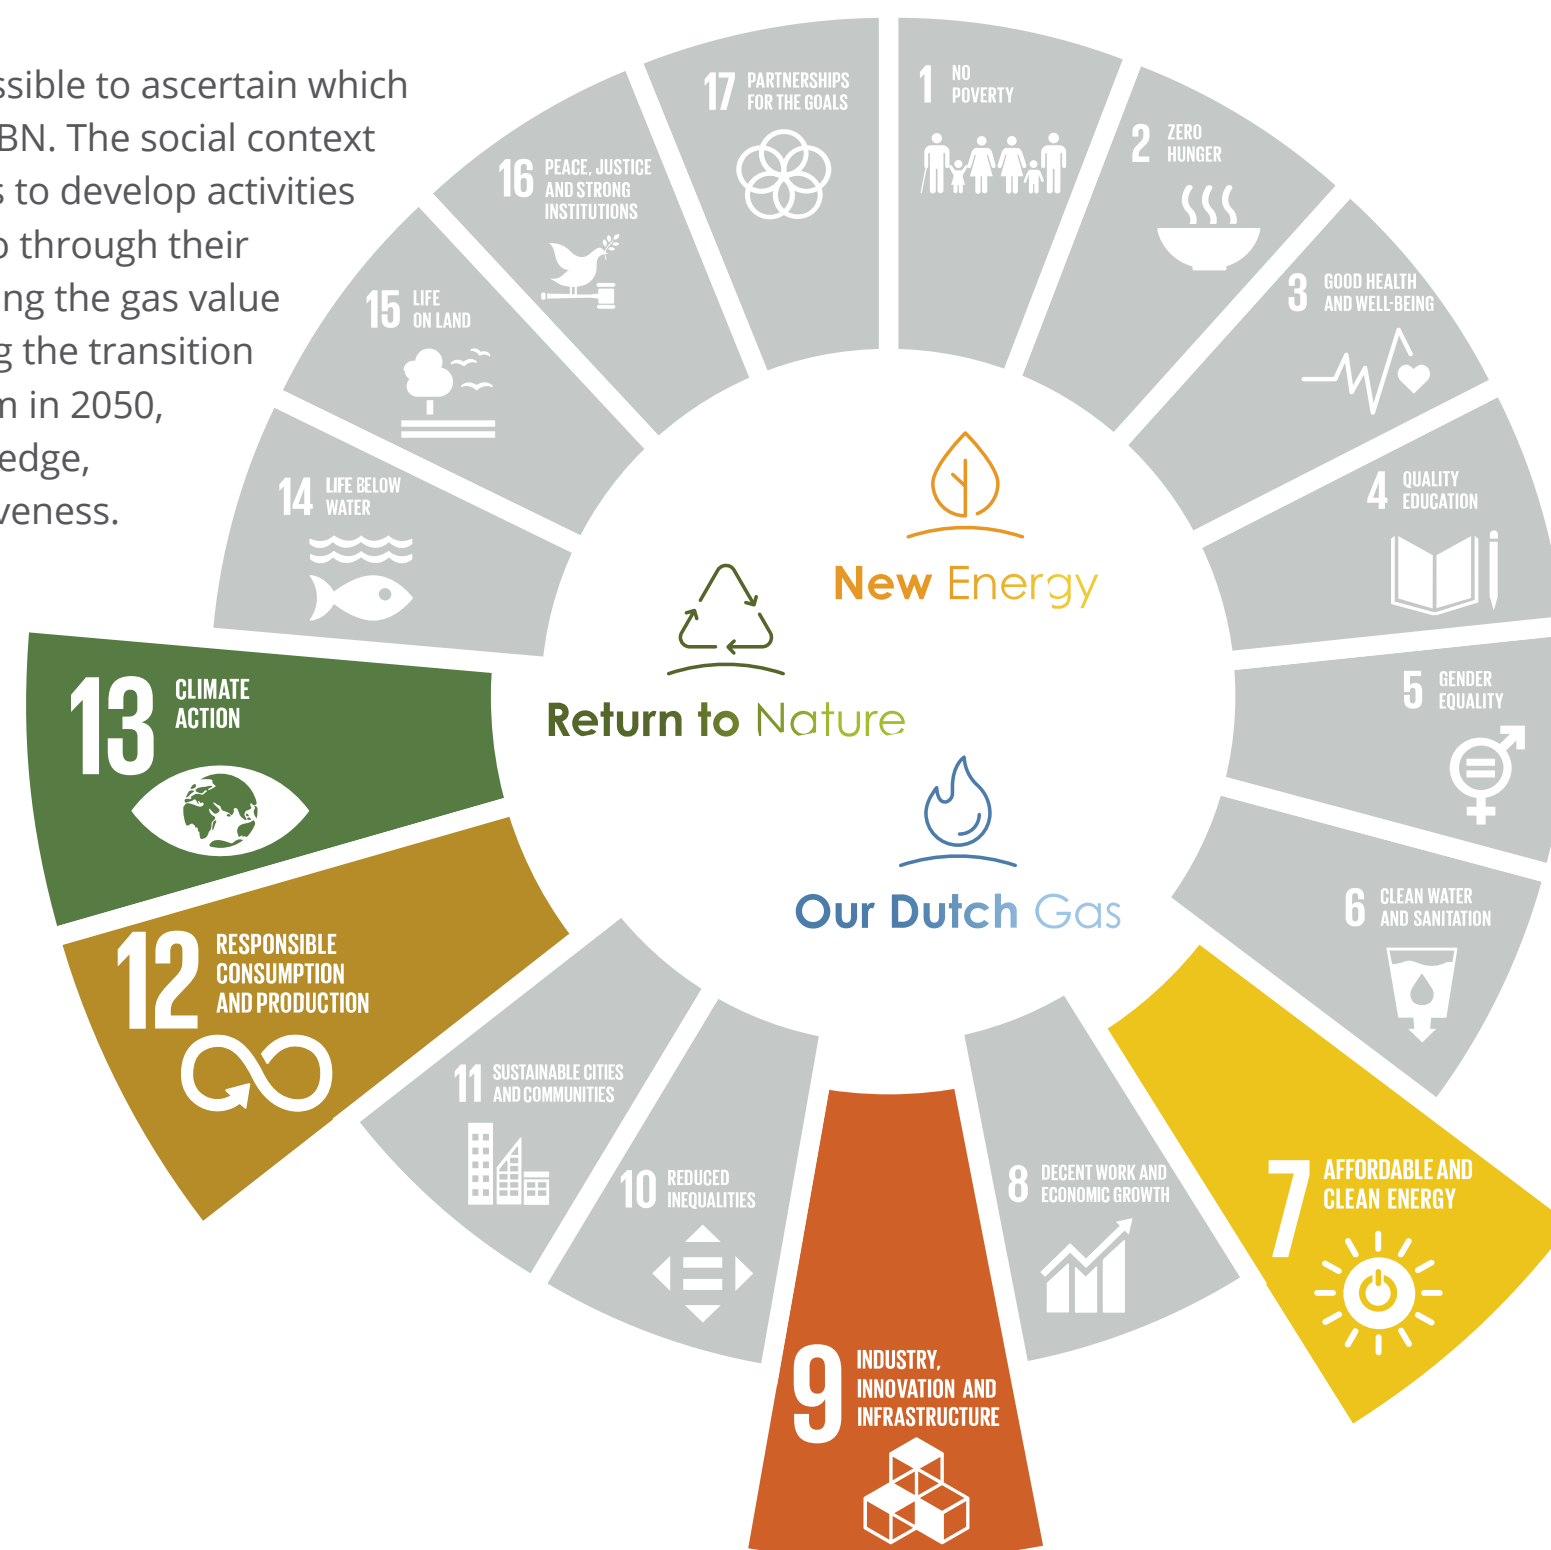 ssible to ascertain which
BN. The social context
s to develop activities
o through their
ng the gas value
g the transition
m in 2050,
edge,
veness.
1 NO
POVERTY
2 ZERO
HUNGER
3 GOOD HEALTH
AND WELL-BEING
4 QUALITY
EDUCATION
5 GENDER
EQUALITY
6 CLEAN WATER
AND SANITATION
7 AFFORDABLE AND
CLEAN ENERGY
8 DECENT WORK AND
ECONOMIC GROWTH
9 INDUSTRY,
INNOVATION AND
INFRASTRUCTURE
10 REDUCED
INEQUALITIES
11 SUSTAINABLE CITIES
AND COMMUNITIES
12 RESPONSIBLE
CONSUMPTION
AND PRODUCTION
13 CLIMATE
ACTION
14 LIFE BELOW
WATER
15 LIFE
ON LAND
16 PEACE, JUSTICE
AND STRONG
INSTITUTIONS
17 PARTNERSHIPS
FOR THE GOALS
New Energy
Return to Nature
Our Dutch Gas